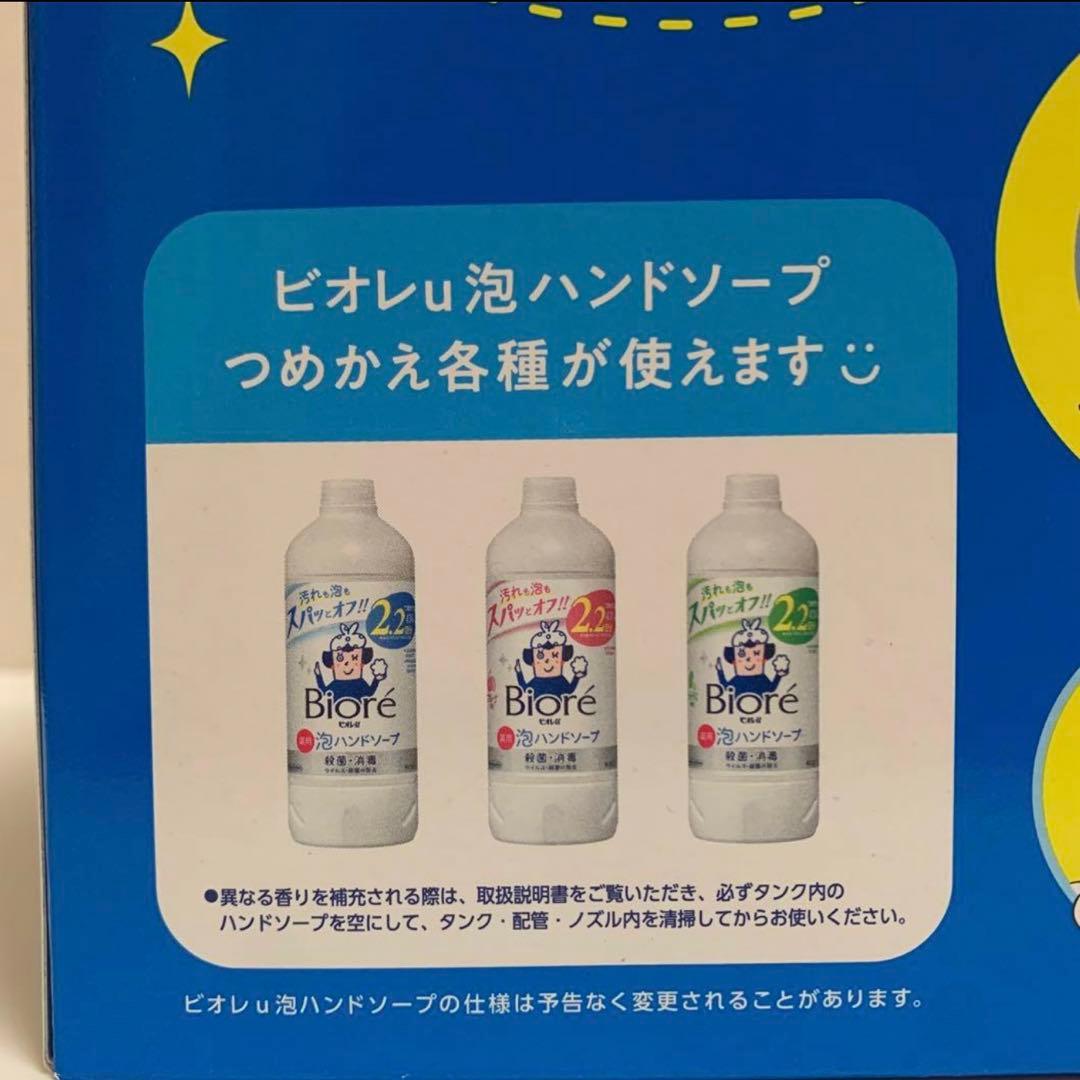 ビオレu泡ハンドソープ
つめかえ各種が使えます
汚れも泡も
スパッとオフ!!
2.2
Bioré
ビオレu
薬用 泡ハンドソープ
殺菌・消毒
汚れも泡も
スパッとオフ!!
2.2
Bioré
ビオレu
薬用 泡ハンドソープ
殺菌・消毒
汚れも泡も
スパッとオフ!!
2.2
Bioré
ビオレu
薬用 泡ハンドソープ
殺菌・消毒
●異なる香りを補充される際は、取扱説明書をご覧いただき、必ずタンク内の
ハンドソープを空にして、タンク・配管・ノズル内を清掃してからお使いください。
ビオレu泡ハンドソープの仕様は予告なく変更されることがあります。